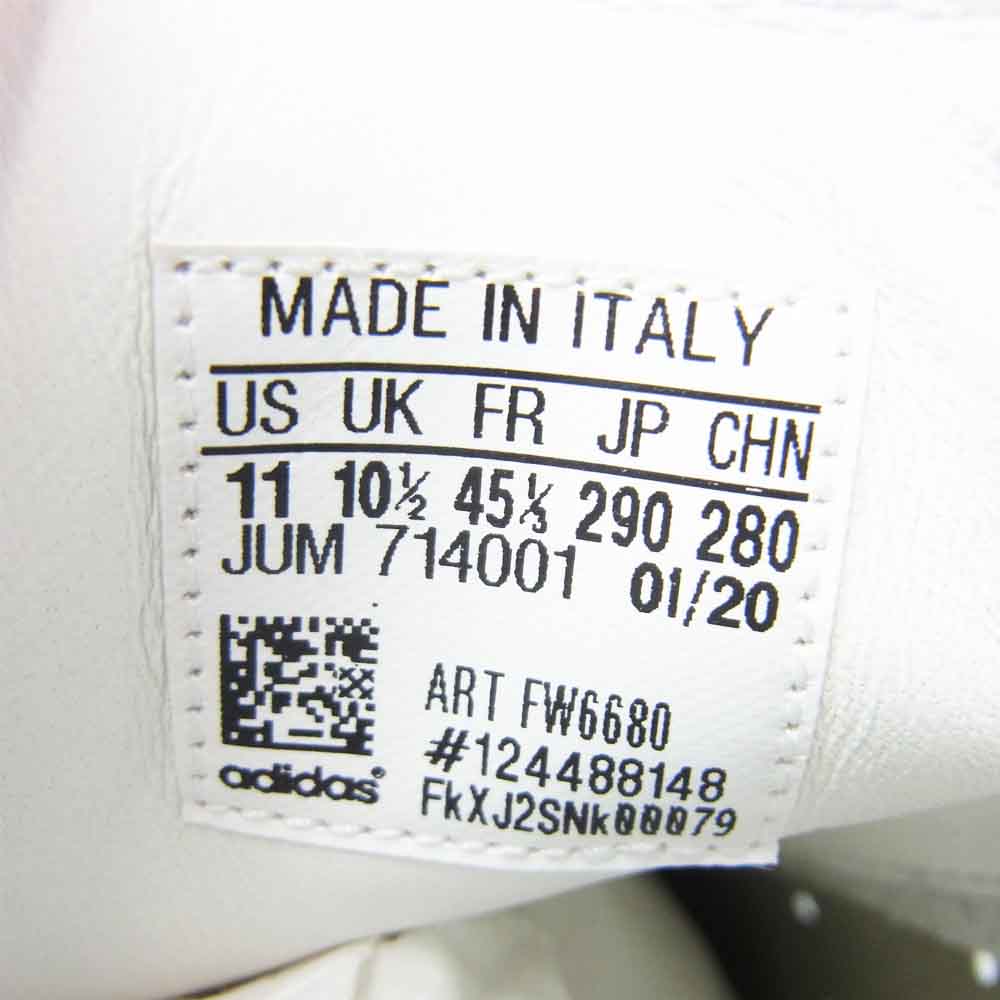 MADE IN ITALY
US UK FR JP CHN
11 10½ 45⅓ 290 280
JUM 714001 01/20
ART FW6680
#124488148
adidas®
FkXJ2SNk00079